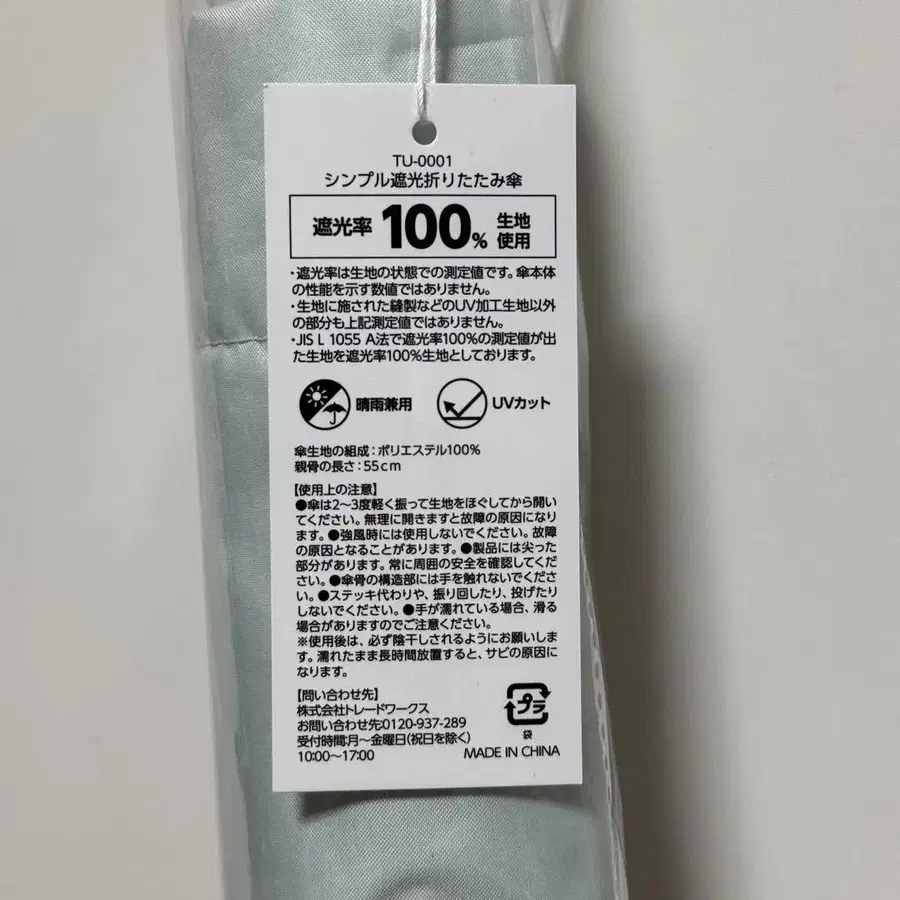 TU-0001
シンプル遮光折りたたみ傘
遮光率 100% 生地使用
・遮光率は生地の状態での測定値です。傘本体
の性能を示す数値ではありません。
・生地に施された縫製などのUV加工生地以外
の部分も上記測定値ではありません。
・JIS L 1055 A法で遮光率100%の測定値が出
た生地を遮光率100%生地としております。
晴雨兼用 UVカット
傘生地の組成：ポリエステル100%
親骨の長さ：55cm
【使用上の注意】
●傘は2〜3度軽く振って生地をほぐしてから開い
てください。無理に開きますと故障の原因になり
ます。●強風時には使用しないでください。故障
の原因となることがあります。●製品には尖った
部分があります。常に周囲の安全を確認してくだ
さい。●傘骨の構造部には手を触れないでくださ
い。●ステッキ代わりや、振り回したり、投げたり
しないでください。●手が濡れている場合、滑る
場合がありますのでご注意ください。
※使用後は、必ず陰干しされるようにお願いしま
す。濡れたまま長時間放置すると、サビの原因に
なります。
【問い合わせ先】
株式会社トレードワークス
お問い合わせ先:0120-937-289
受付時間:月〜金曜日(祝日を除く)
10:00〜17:00
プラ
袋
MADE IN CHINA